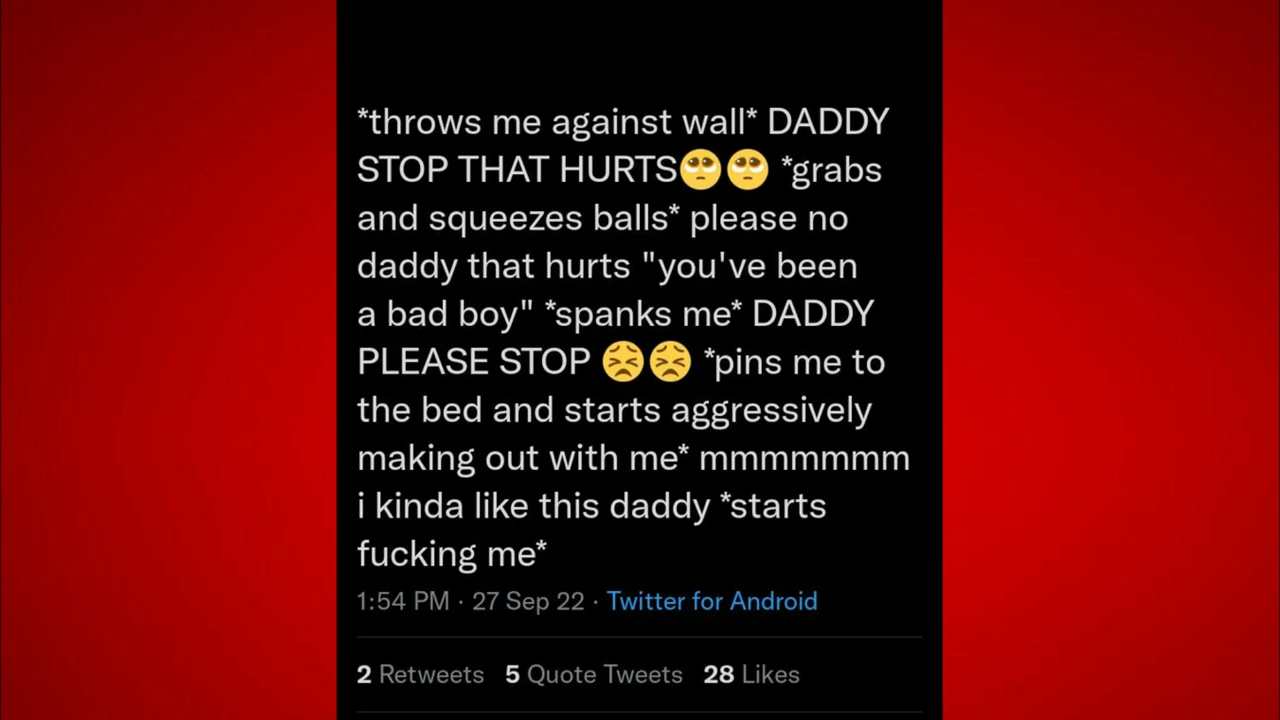 *throws me against wall* DADDY
STOP THAT HURTS🥺🥺 *grabs
and squeezes balls* please no
daddy that hurts "you've been
a bad boy" *spanks me* DADDY
PLEASE STOP 😣😣 *pins me to
the bed and starts aggressively
making out with me* mmmmmmm
i kinda like this daddy *starts
fucking me*
1:54 PM · 27 Sep 22 · Twitter for Android
2 Retweets 5 Quote Tweets 28 Likes